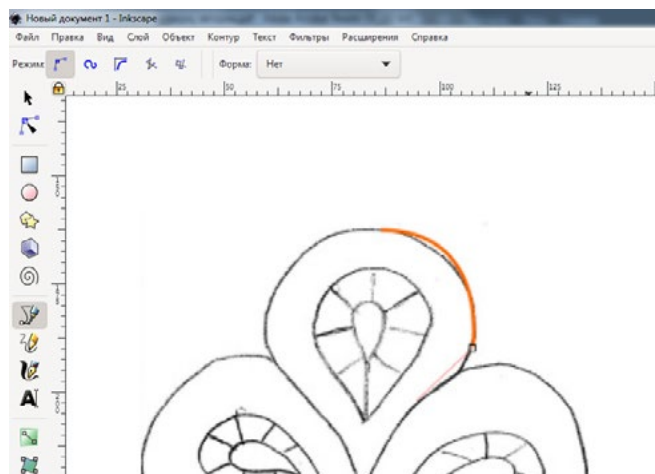 Новый документ 1 - Inkscape
Файл Правка Вид Слой Объект Контур Текст Фильтры Расширения Справка
Режим Форма: Нет
25 50 75 100 125
A